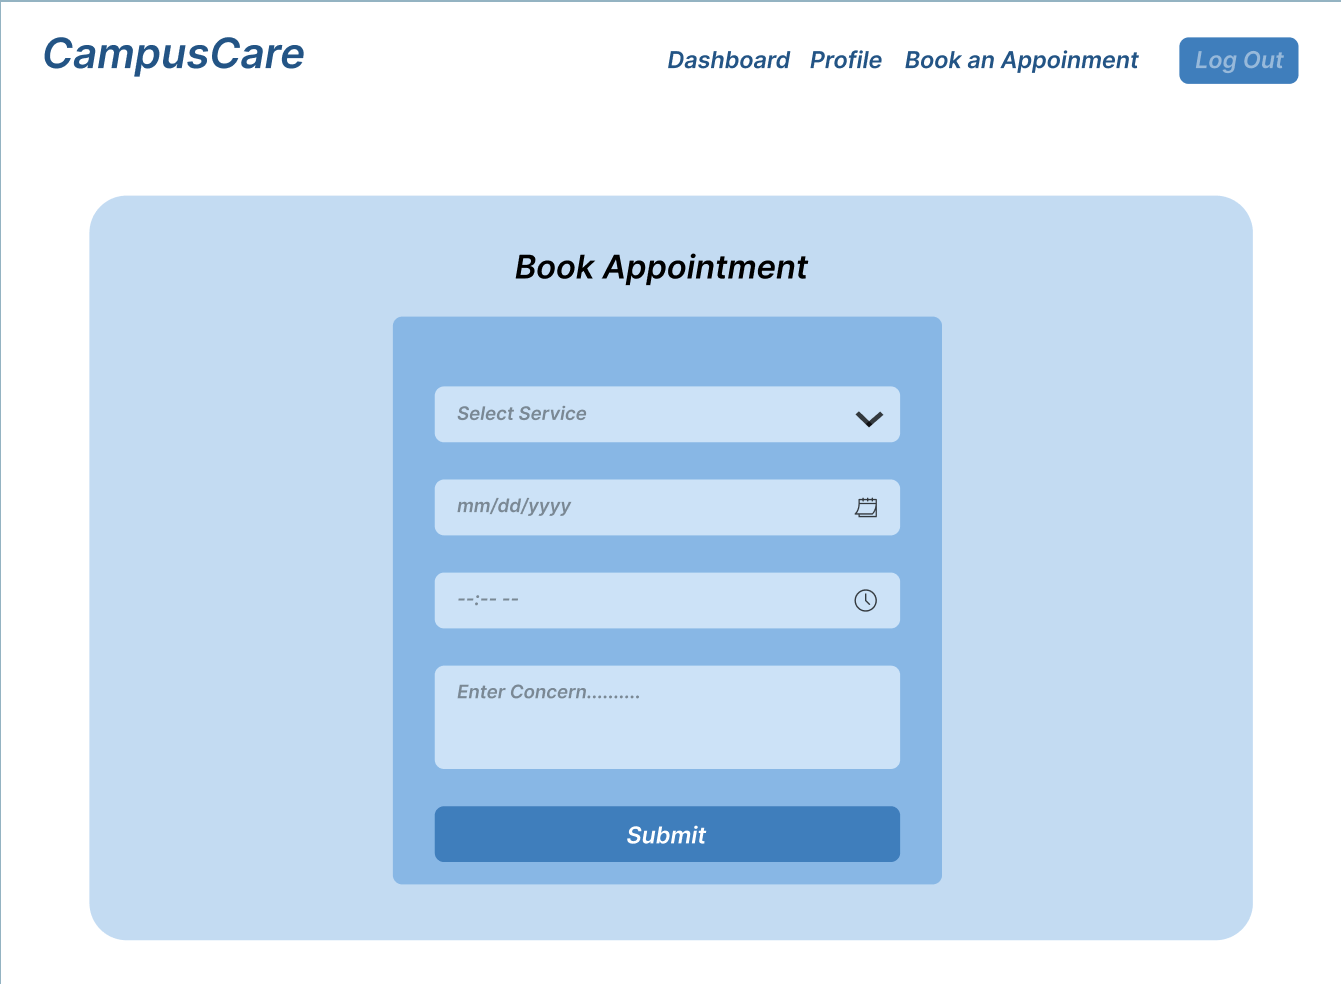 CampusCare
Dashboard Profile Book an Appoinment Log Out
Book Appointment
Select Service
mm/dd/yyyy
--:-- --
Enter Concern..........
Submit